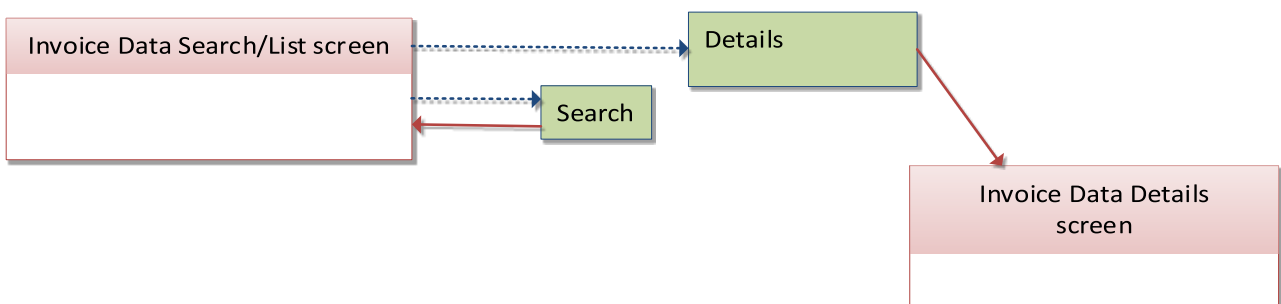 Invoice Data Search/List screen
Details
Search
Invoice Data Details
screen